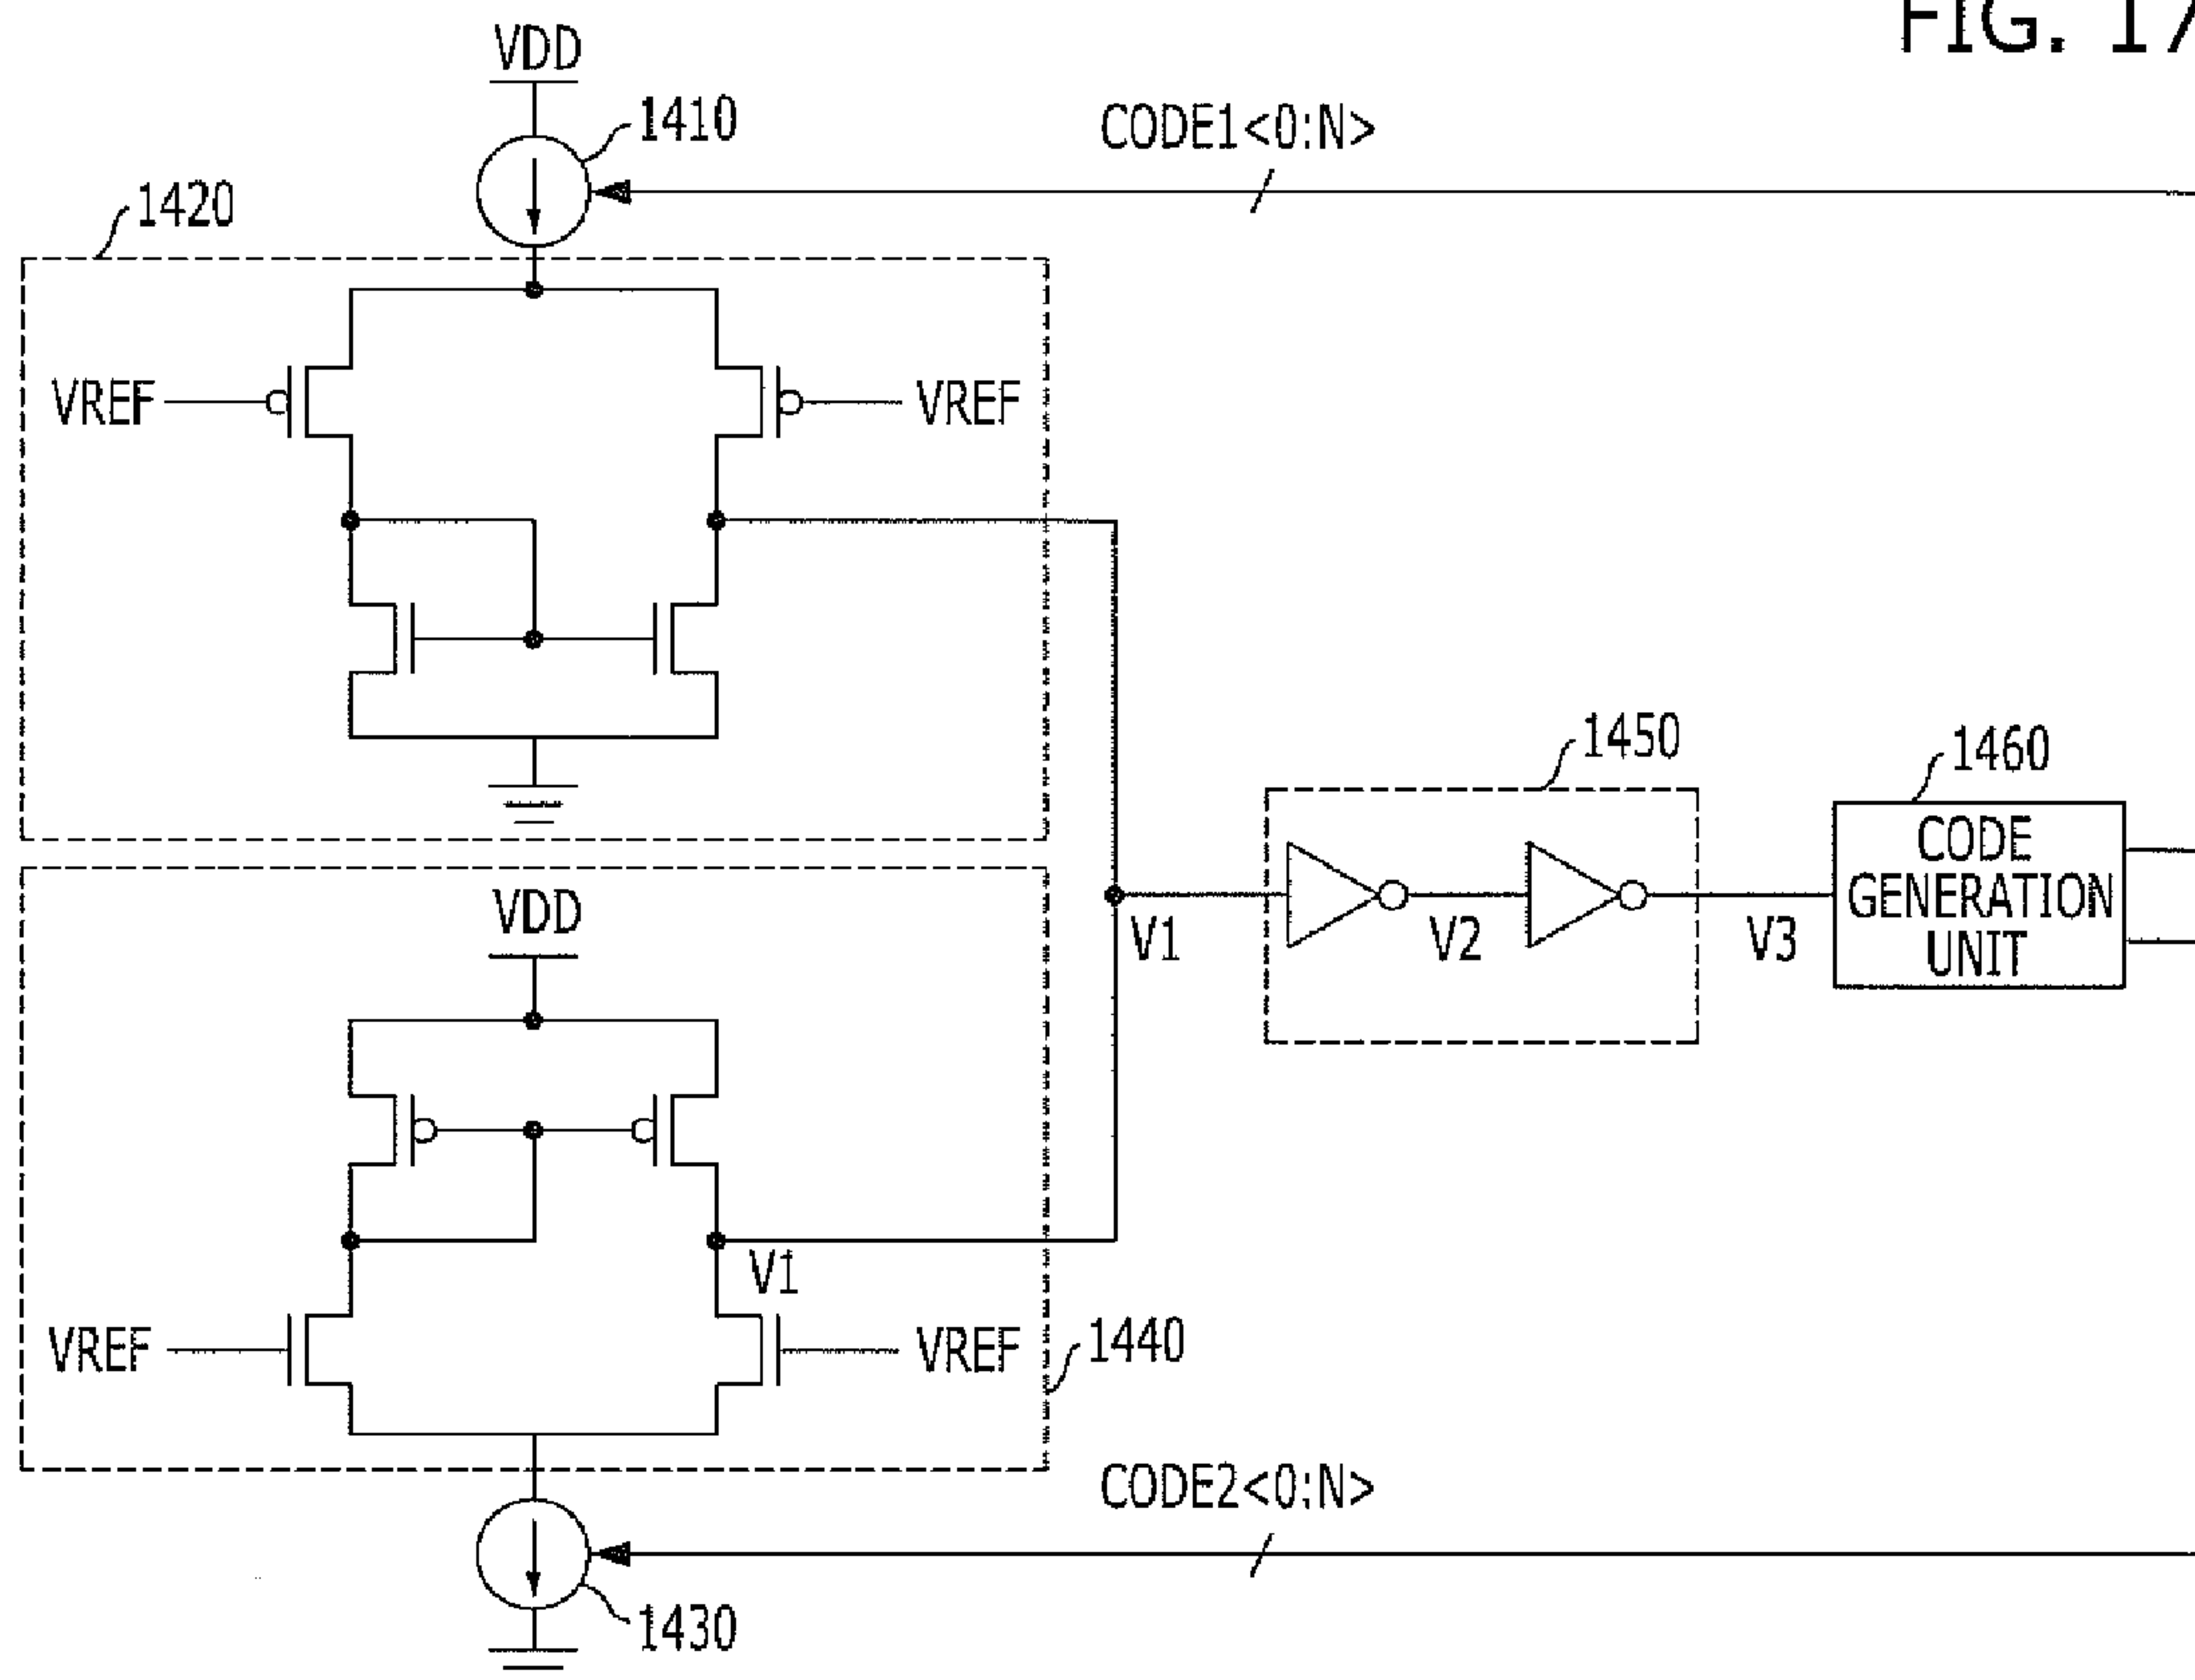 FIG. 17
VDD
1410
CODE1<0:N>
1420
VREF
VREF
1450
1460
CODE
GENERATION
UNIT
VDD
V1
V2
V3
V1
VREF
VREF
1440
CODE2<0:N>
1430